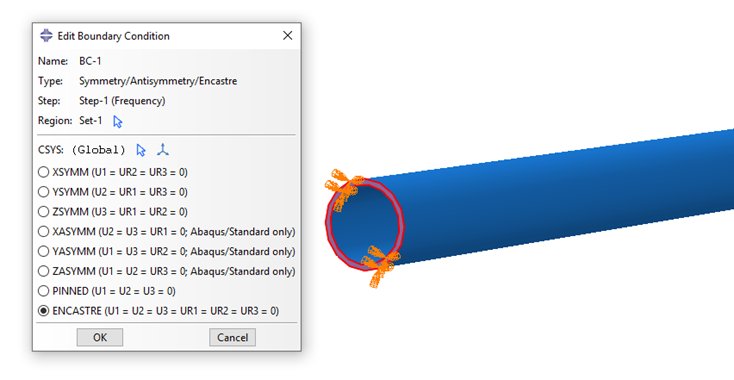 Edit Boundary Condition
Name: BC-1
Type: Symmetry/Antisymmetry/Encastre
Step: Step-1 (Frequency)
Region: Set-1
CSYS: (Global)
XSYMM (U1 = UR2 = UR3 = 0)
YSYMM (U2 = UR1 = UR3 = 0)
ZSYMM (U3 = UR1 = UR2 = 0)
XASYMM (U2 = U3 = UR1 = 0; Abaqus/Standard only)
YASYMM (U1 = U3 = UR2 = 0; Abaqus/Standard only)
ZASYMM (U1 = U2 = UR3 = 0; Abaqus/Standard only)
PINNED (U1 = U2 = U3 = 0)
ENCASTRE (U1 = U2 = U3 = UR1 = UR2 = UR3 = 0)
OK Cancel